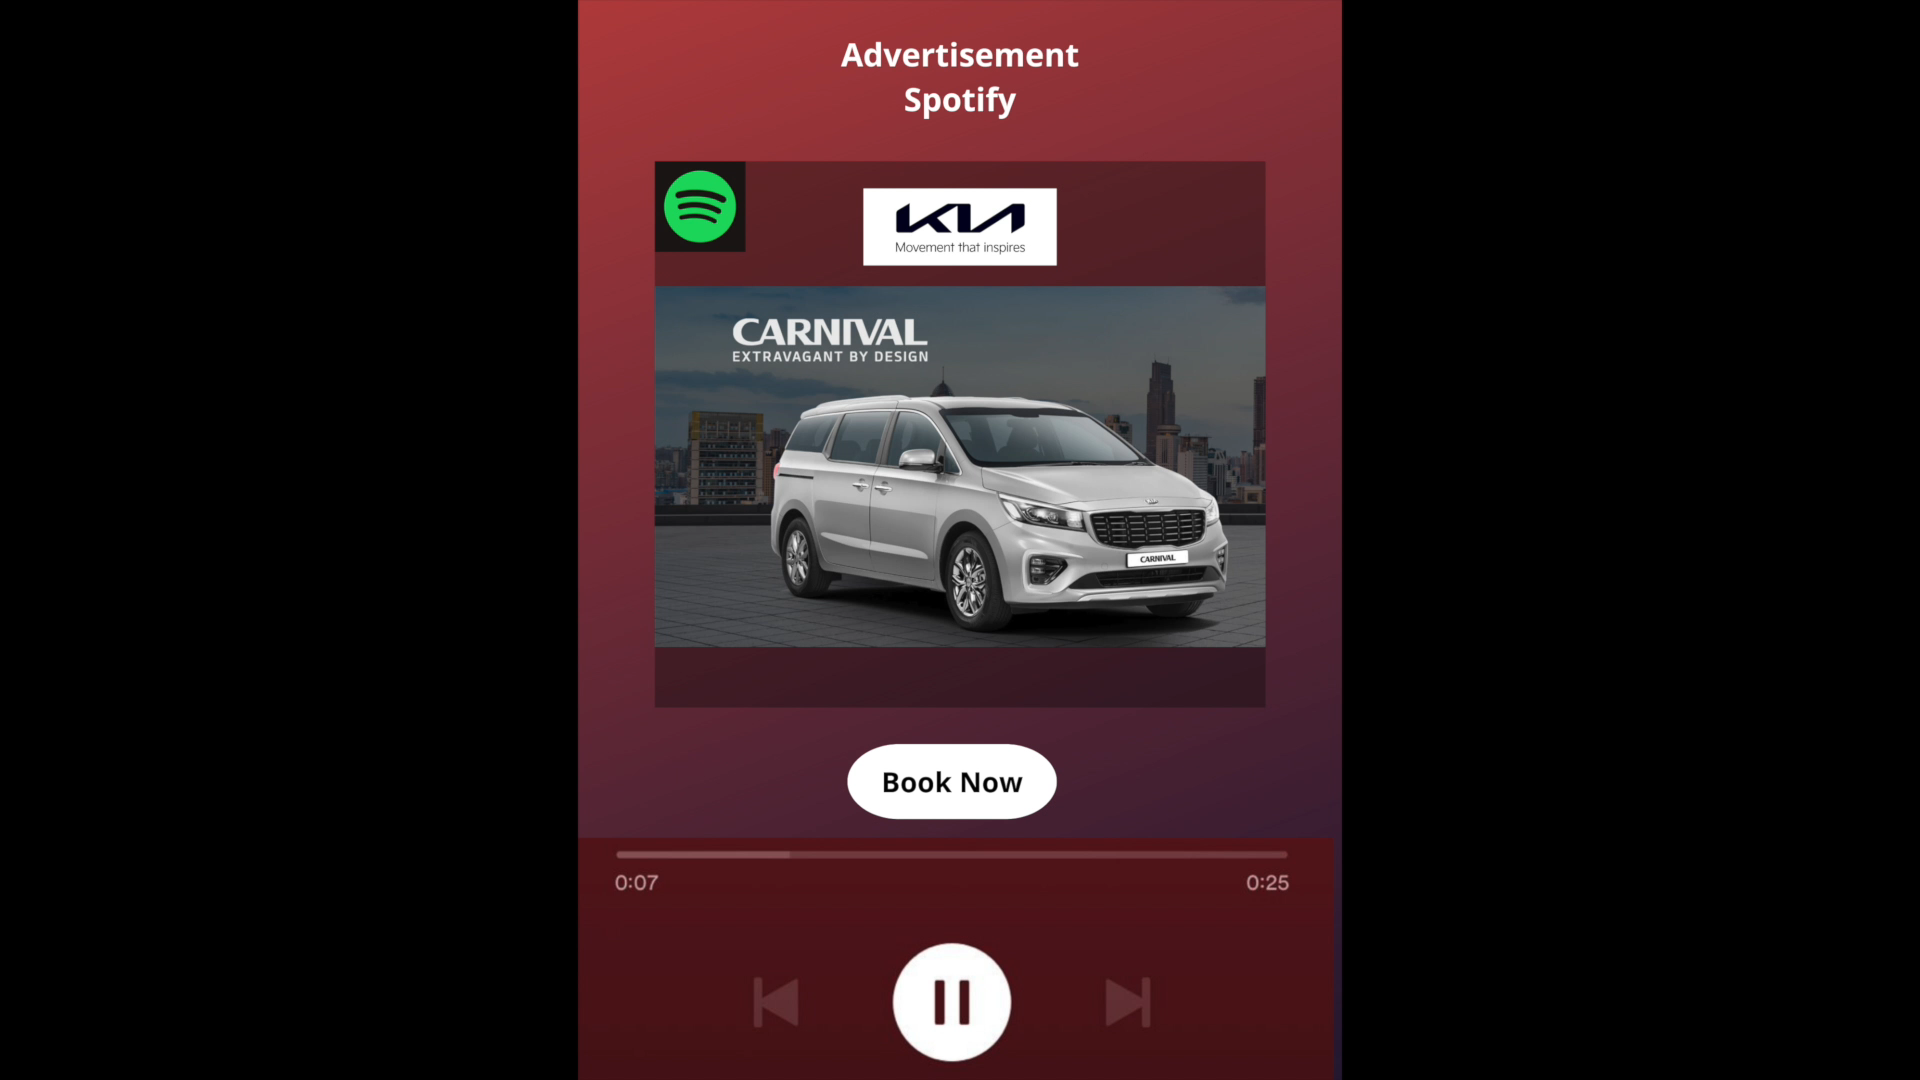 Advertisement
Spotify
KIA
Movement that inspires
CARNIVAL
EXTRAVAGANT BY DESIGN
CARNIVAL
Book Now
0:07
0:25